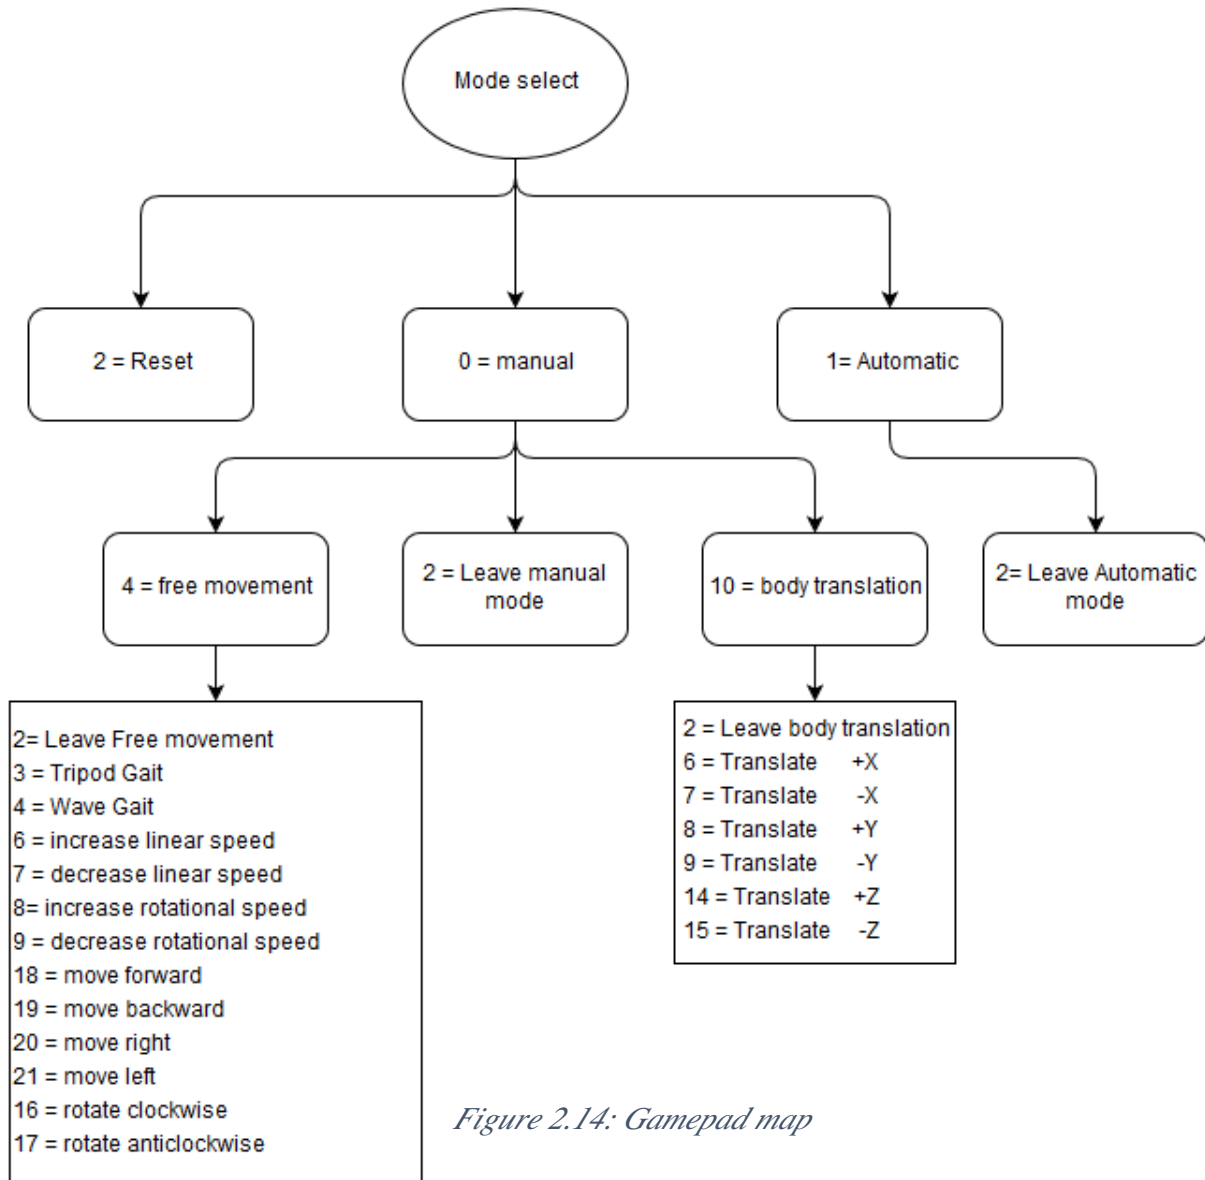 Mode select
2 = Reset
0 = manual
1= Automatic
4 = free movement
2 = Leave manual
mode
10 = body translation
2= Leave Automatic
mode
2= Leave Free movement
3 = Tripod Gait
4 = Wave Gait
6 = increase linear speed
7 = decrease linear speed
8= increase rotational speed
9 = decrease rotational speed
18 = move forward
19 = move backward
20 = move right
21 = move left
16 = rotate clockwise
17 = rotate anticlockwise
2 = Leave body translation
6 = Translate +X
7 = Translate -X
8 = Translate +Y
9 = Translate -Y
14 = Translate +Z
15 = Translate -Z
Figure 2.14: Gamepad map